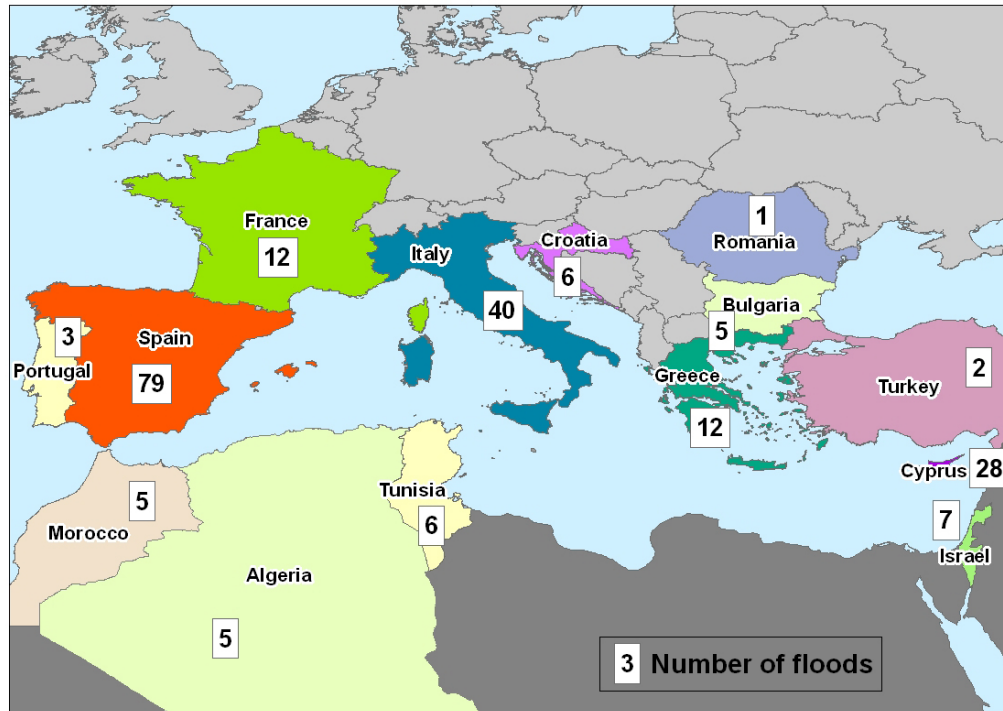 1
Romania
France
12
Croatia
6
Italy
40
Bulgaria
5
3
Portugal
Spain
79
Greece
12
2
Turkey
Cyprus
28
Tunisia
6
5
Morocco
7
Israel
Algeria
5
3 Number of floods